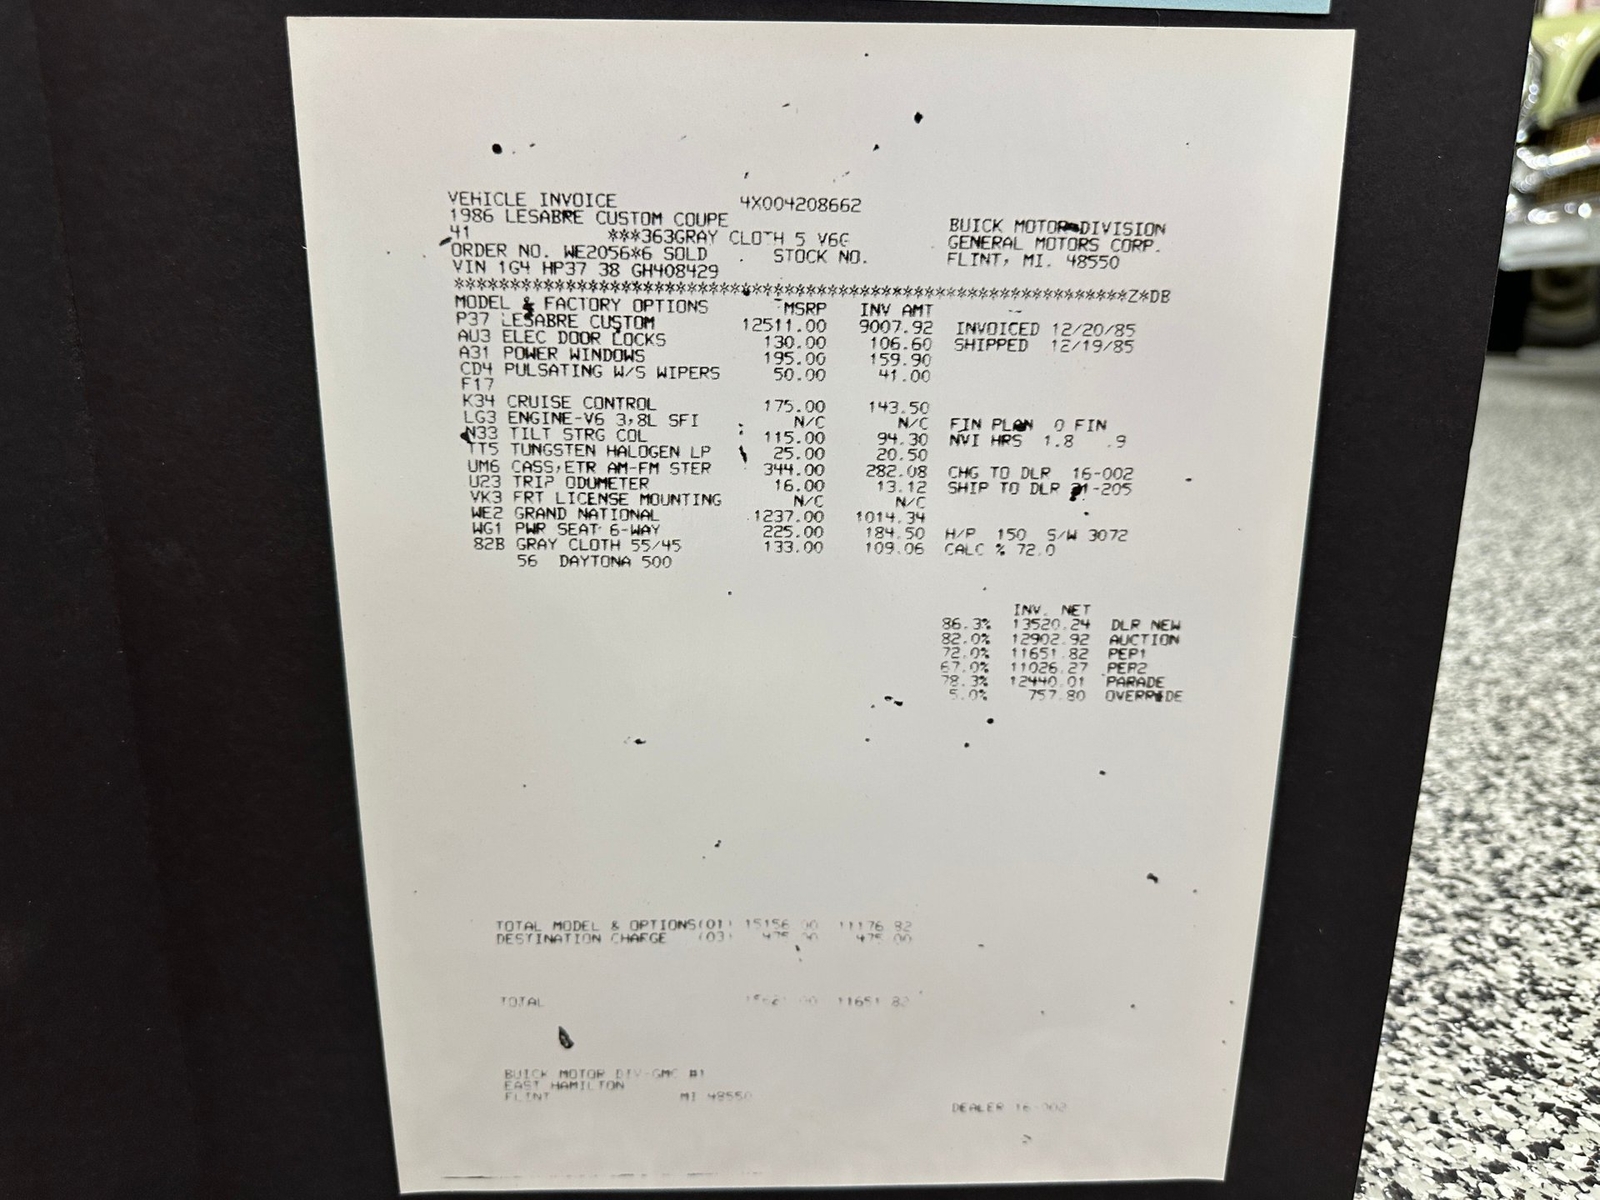 VEHICLE INVOICE 4X004208662
1986 LESABRE CUSTOM COUPE
BUICK MOTOR DIVISION
41 ***363GRAY CLOTH 5 V6G
GENERAL MOTORS CORP.
ORDER NO. WE2056*6 SOLD . STOCK NO.
FLINT, MI. 48550
VIN 1G4 HP37 38 GH408429
Z*DB
MODEL & FACTORY OPTIONS MSRP INV AMT
P37 LESABRE CUSTOM 12511.00 9007.92 INVOICED 12/20/85
AU3 ELEC DOOR LOCKS 130.00 106.60 SHIPPED 12/19/85
A31 POWER WINDOWS 195.00 159.90
CD4 PULSATING W/S WIPERS 50.00 41.00
F17
K34 CRUISE CONTROL 175.00 143.50
LG3 ENGINE-V6 3,8L SFI N/C N/C FIN PLAN 0 FIN
N33 TILT STRG COL 115.00 94.30 NVI HRS 1.8 .9
TT5 TUNGSTEN HALOGEN LP 25.00 20.50
UM6 CASS,ETR AM-FM STER 344.00 282.08 CHG TO DLR 16-002
U23 TRIP ODOMETER 16.00 13.12 SHIP TO DLR 21-205
VK3 FRT LICENSE MOUNTING N/C N/C
WE2 GRAND NATIONAL 1237.00 1014.34
WG1 PWR SEAT 6-WAY 225.00 184.50 H/P 150 S/W 3072
82B GRAY CLOTH 55/45 133.00 109.06 CALC % 72.0
56 DAYTONA 500
INV. NET
86.3% 13520.24 DLR NEW
82.0% 12902.92 AUCTION
72.0% 11651.82 PEP1
67.0% 11026.27 PEP2
78.3% 12440.01 PARADE
5.0% 757.80 OVERRIDE
TOTAL MODEL & OPTIONS(01) 15156.00 11176.82
DESTINATION CHARGE (03) 475.00 475.00
TOTAL 11651.82
BUICK MOTOR DIV-GMC #1
EAST HAMILTON
FLINT MI 48550
DEALER 16-002